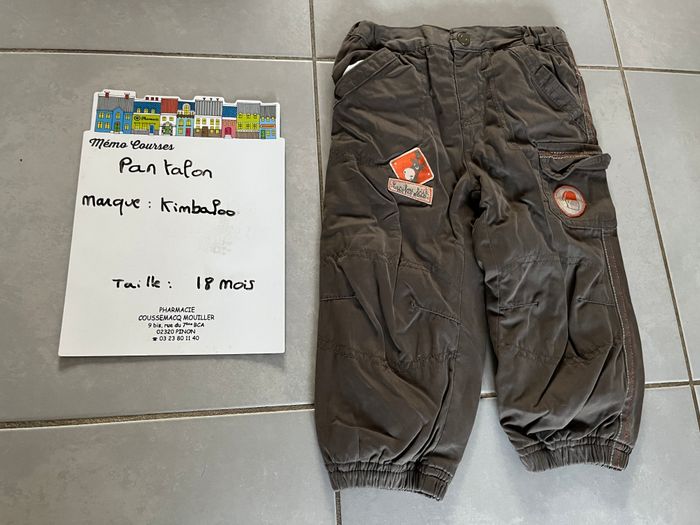 Pharmacie
Mémo Courses
Pantalon
Marque : Kimbaloo
Taille : 18 mois
PHARMACIE
COUSSEMACQ MOUILLER
9 bis, rue du 7ème BCA
02320 PINON
☎ 03 23 80 11 40